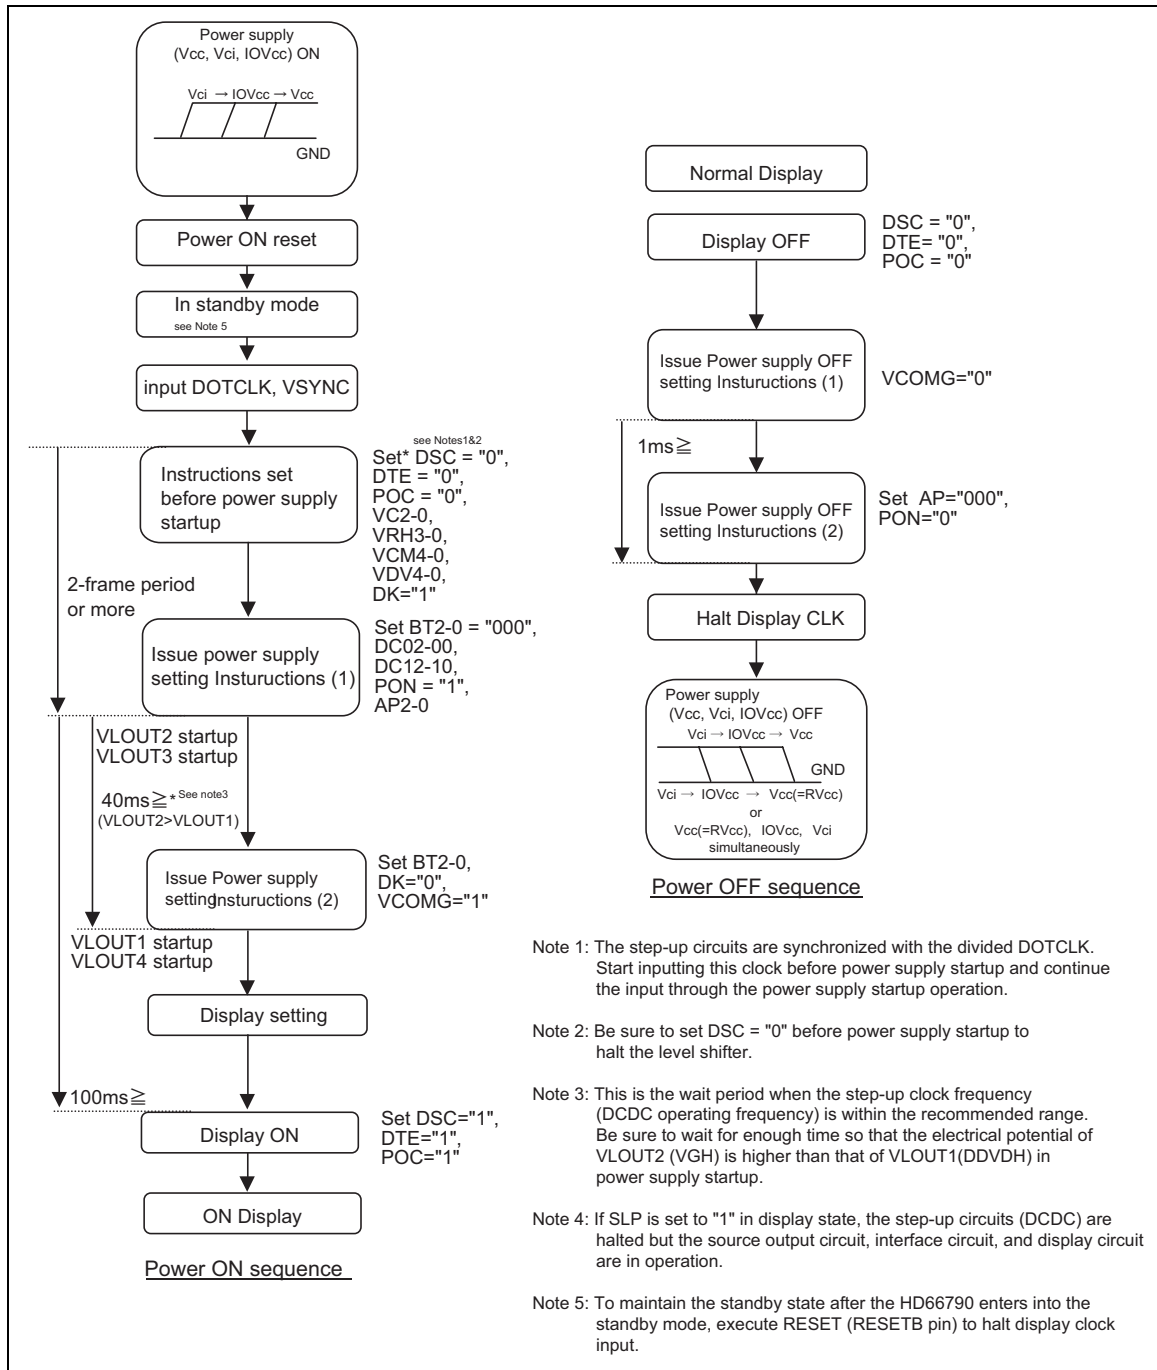 Power supply
(Vcc, Vci, IOVcc) ON
Vci → IOVcc → Vcc
GND
Power ON reset
In standby mode
see Note 5
input DOTCLK, VSYNC
Instructions set
before power supply
startup
see Notes1&2
Set* DSC = "0",
DTE = "0",
POC = "0",
VC2-0,
VRH3-0,
VCM4-0,
VDV4-0,
DK="1"
2-frame period
or more
Issue power supply
setting Instuructions (1)
Set BT2-0 = "000",
DC02-00,
DC12-10,
PON = "1",
AP2-0
VLOUT2 startup
VLOUT3 startup
40ms≧* See note3
(VLOUT2>VLOUT1)
Issue Power supply
setting Instuructions (2)
Set BT2-0,
DK="0",
VCOMG="1"
VLOUT1 startup
VLOUT4 startup
Display setting
100ms≧
Display ON
Set DSC="1",
DTE="1",
POC="1"
ON Display
Power ON sequence
Normal Display
Display OFF
DSC = "0",
DTE= "0",
POC = "0"
Issue Power supply OFF
setting Instuructions (1)
VCOMG="0"
1ms≧
Issue Power supply OFF
setting Instuructions (2)
Set AP="000",
PON="0"
Halt Display CLK
Power supply
(Vcc, Vci, IOVcc) OFF
Vci → IOVcc → Vcc
GND
Vci → IOVcc → Vcc(=RVcc)
or
Vcc(=RVcc), IOVcc, Vci
simultaneously
Power OFF sequence
Note 1: The step-up circuits are synchronized with the divided DOTCLK.
Start inputting this clock before power supply startup and continue
the input through the power supply startup operation.
Note 2: Be sure to set DSC = "0" before power supply startup to
halt the level shifter.
Note 3: This is the wait period when the step-up clock frequency
(DCDC operating frequency) is within the recommended range.
Be sure to wait for enough time so that the electrical potential of
VLOUT2 (VGH) is higher than that of VLOUT1(DDVDH) in
power supply startup.
Note 4: If SLP is set to "1" in display state, the step-up circuits (DCDC) are
halted but the source output circuit, interface circuit, and display circuit
are in operation.
Note 5: To maintain the standby state after the HD66790 enters into the
standby mode, execute RESET (RESETB pin) to halt display clock
input.